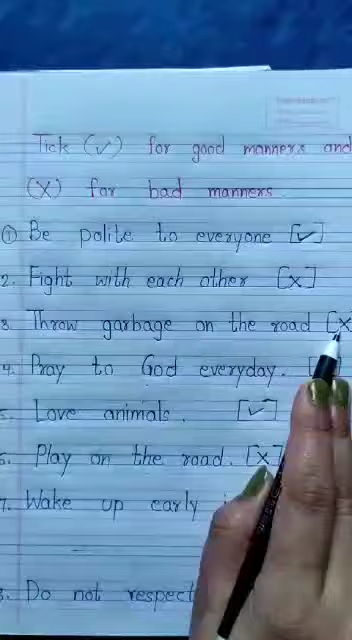 Tick (✓) for good manners and
(X) for bad manners
① Be polite to everyone [✓]
2. Fight with each other [X]
3. Throw garbage on the road [X
4. Pray to God everyday. [
5. Love animals. [✓]
6. Play on the road. [X]
7. Wake up early
8. Do not respect